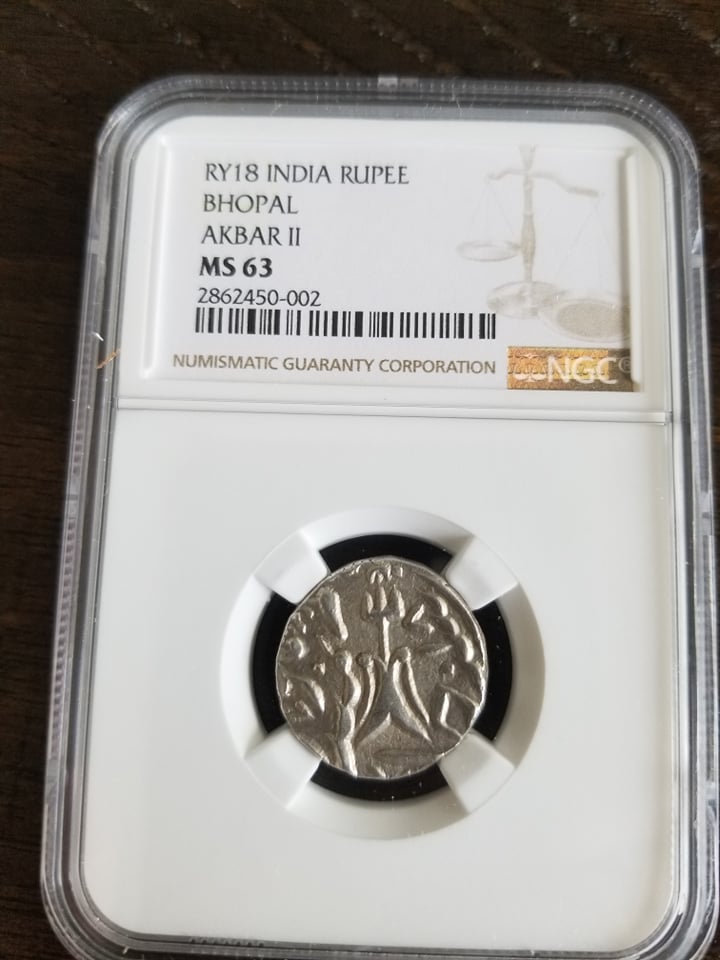 RY18 INDIA RUPEE
BHOPAL
AKBAR II
MS 63
2862450-002
NUMISMATIC GUARANTY CORPORATION NGC®